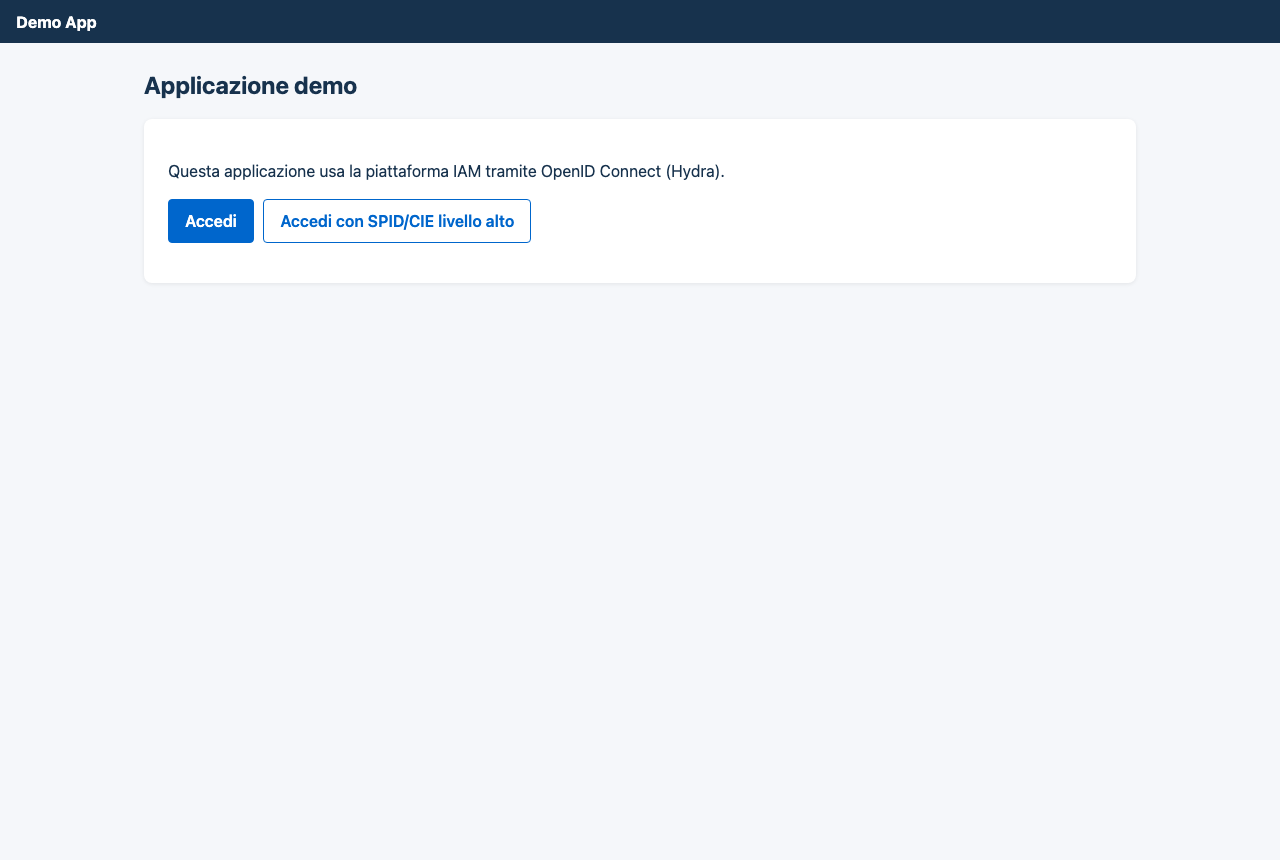 Demo App
Applicazione demo
Questa applicazione usa la piattaforma IAM tramite OpenID Connect (Hydra).
Accedi
Accedi con SPID/CIE livello alto